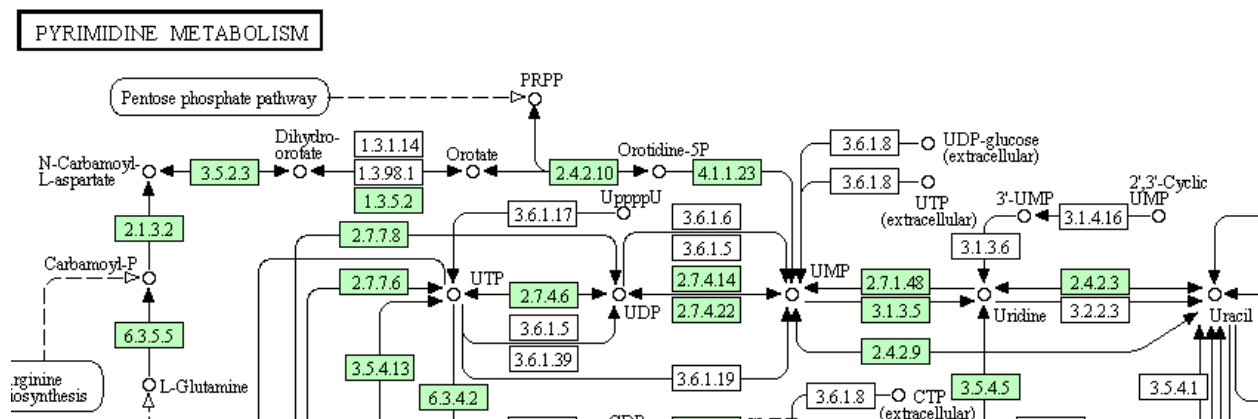 PYRIMIDINE METABOLISM
PRPP
Pentose phosphate pathway
Dihydro-
orotate
1.3.1.14
Orotate
Orotidine-5P
3.6.1.8
UDP-glucose
(extracellular)
N-Carbamoyl-
L-aspartate
3.5.2.3
1.3.98.1
2.4.2.10
4.1.1.23
1.3.5.2
UppppU
3.6.1.8
UTP
(extracellular)
3'-UMP
2',3'-Cyclic
UMP
3.6.1.17
3.6.1.6
3.1.4.16
2.1.3.2
2.7.7.8
3.6.1.5
3.1.3.6
Carbamoyl-P
2.7.7.6
UTP
2.7.4.6
UDP
2.7.4.14
2.7.4.22
UMP
2.7.1.48
3.1.3.5
Uridine
2.4.2.3
3.2.2.3
Uracil
6.3.5.5
3.6.1.5
3.6.1.39
2.4.2.9
rginine
iosynthesis
L-Glutamine
3.5.4.13
6.3.4.2
3.6.1.19
3.6.1.8
CTP
(extracellular)
3.5.4.5
3.5.4.1